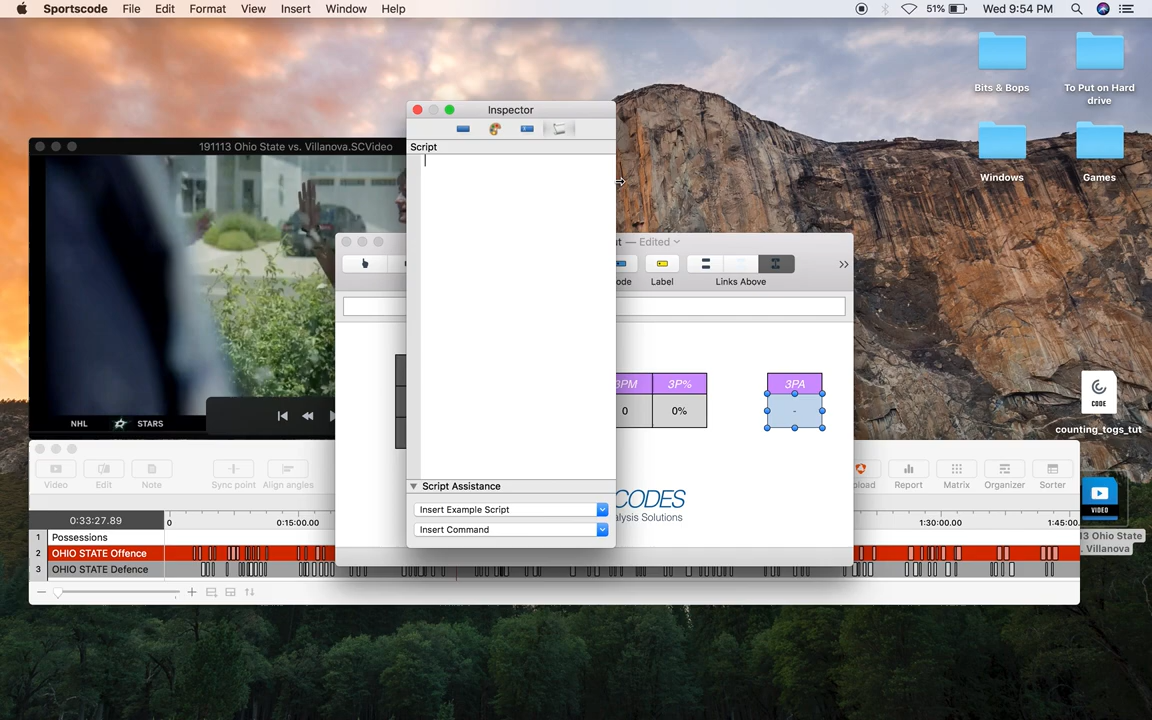 Sportscode File Edit Format View Insert Window Help
51% Wed 9:54 PM
Bits & Bops
To Put on Hard drive
Windows
Games
Inspector
Script
191113 Ohio State vs. Villanova.SCVideo
ut — Edited
ode Label Links Above
3PM 3P% 3PA
0 0% -
NHL STARS
counting_togs_tut
CODE
Script Assistance
Insert Example Script
Insert Command
CODES
alysis Solutions
Video Edit Note Sync point Align angles
load Report Matrix Organizer Sorter
VIDEO
13 Ohio State
. Villanova
0:33:27.89 0 0:15:00.00 1:30:00.00 1:45:00.
1 Possessions
2 OHIO STATE Offence
3 OHIO STATE Defence